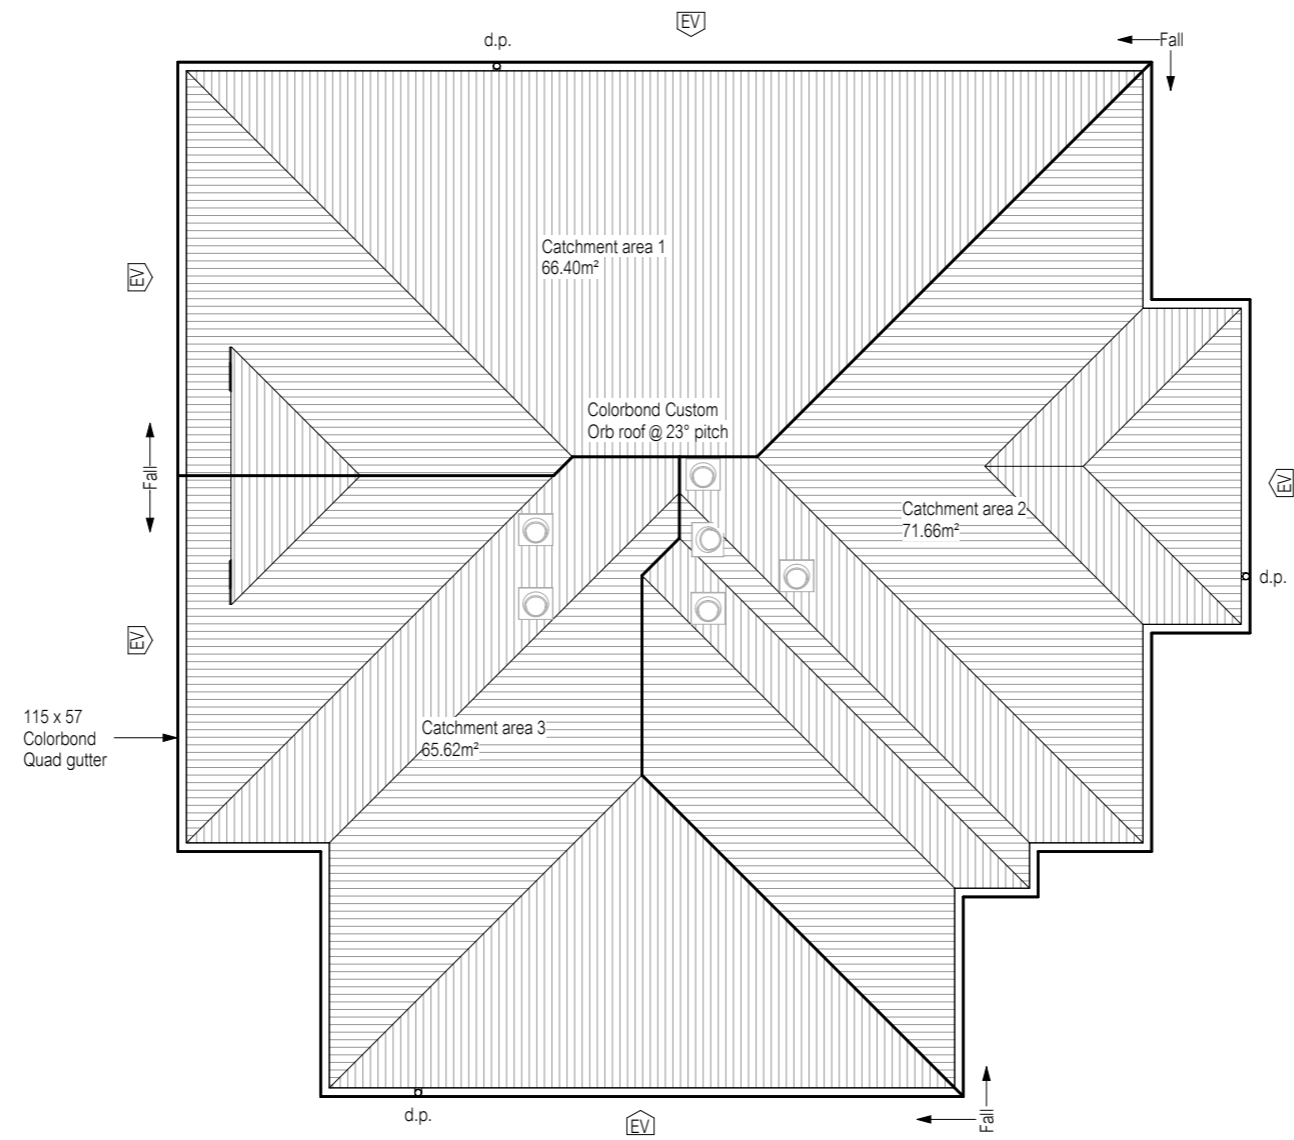 EV
d.p.
Fall
Catchment area 1
66.40m²
EV
Colorbond Custom
Orb roof @ 23° pitch
Fall
EV
Catchment area 2
71.66m²
d.p.
EV
115 x 57
Colorbond
Quad gutter
Catchment area 3
65.62m²
d.p.
EV
Fall